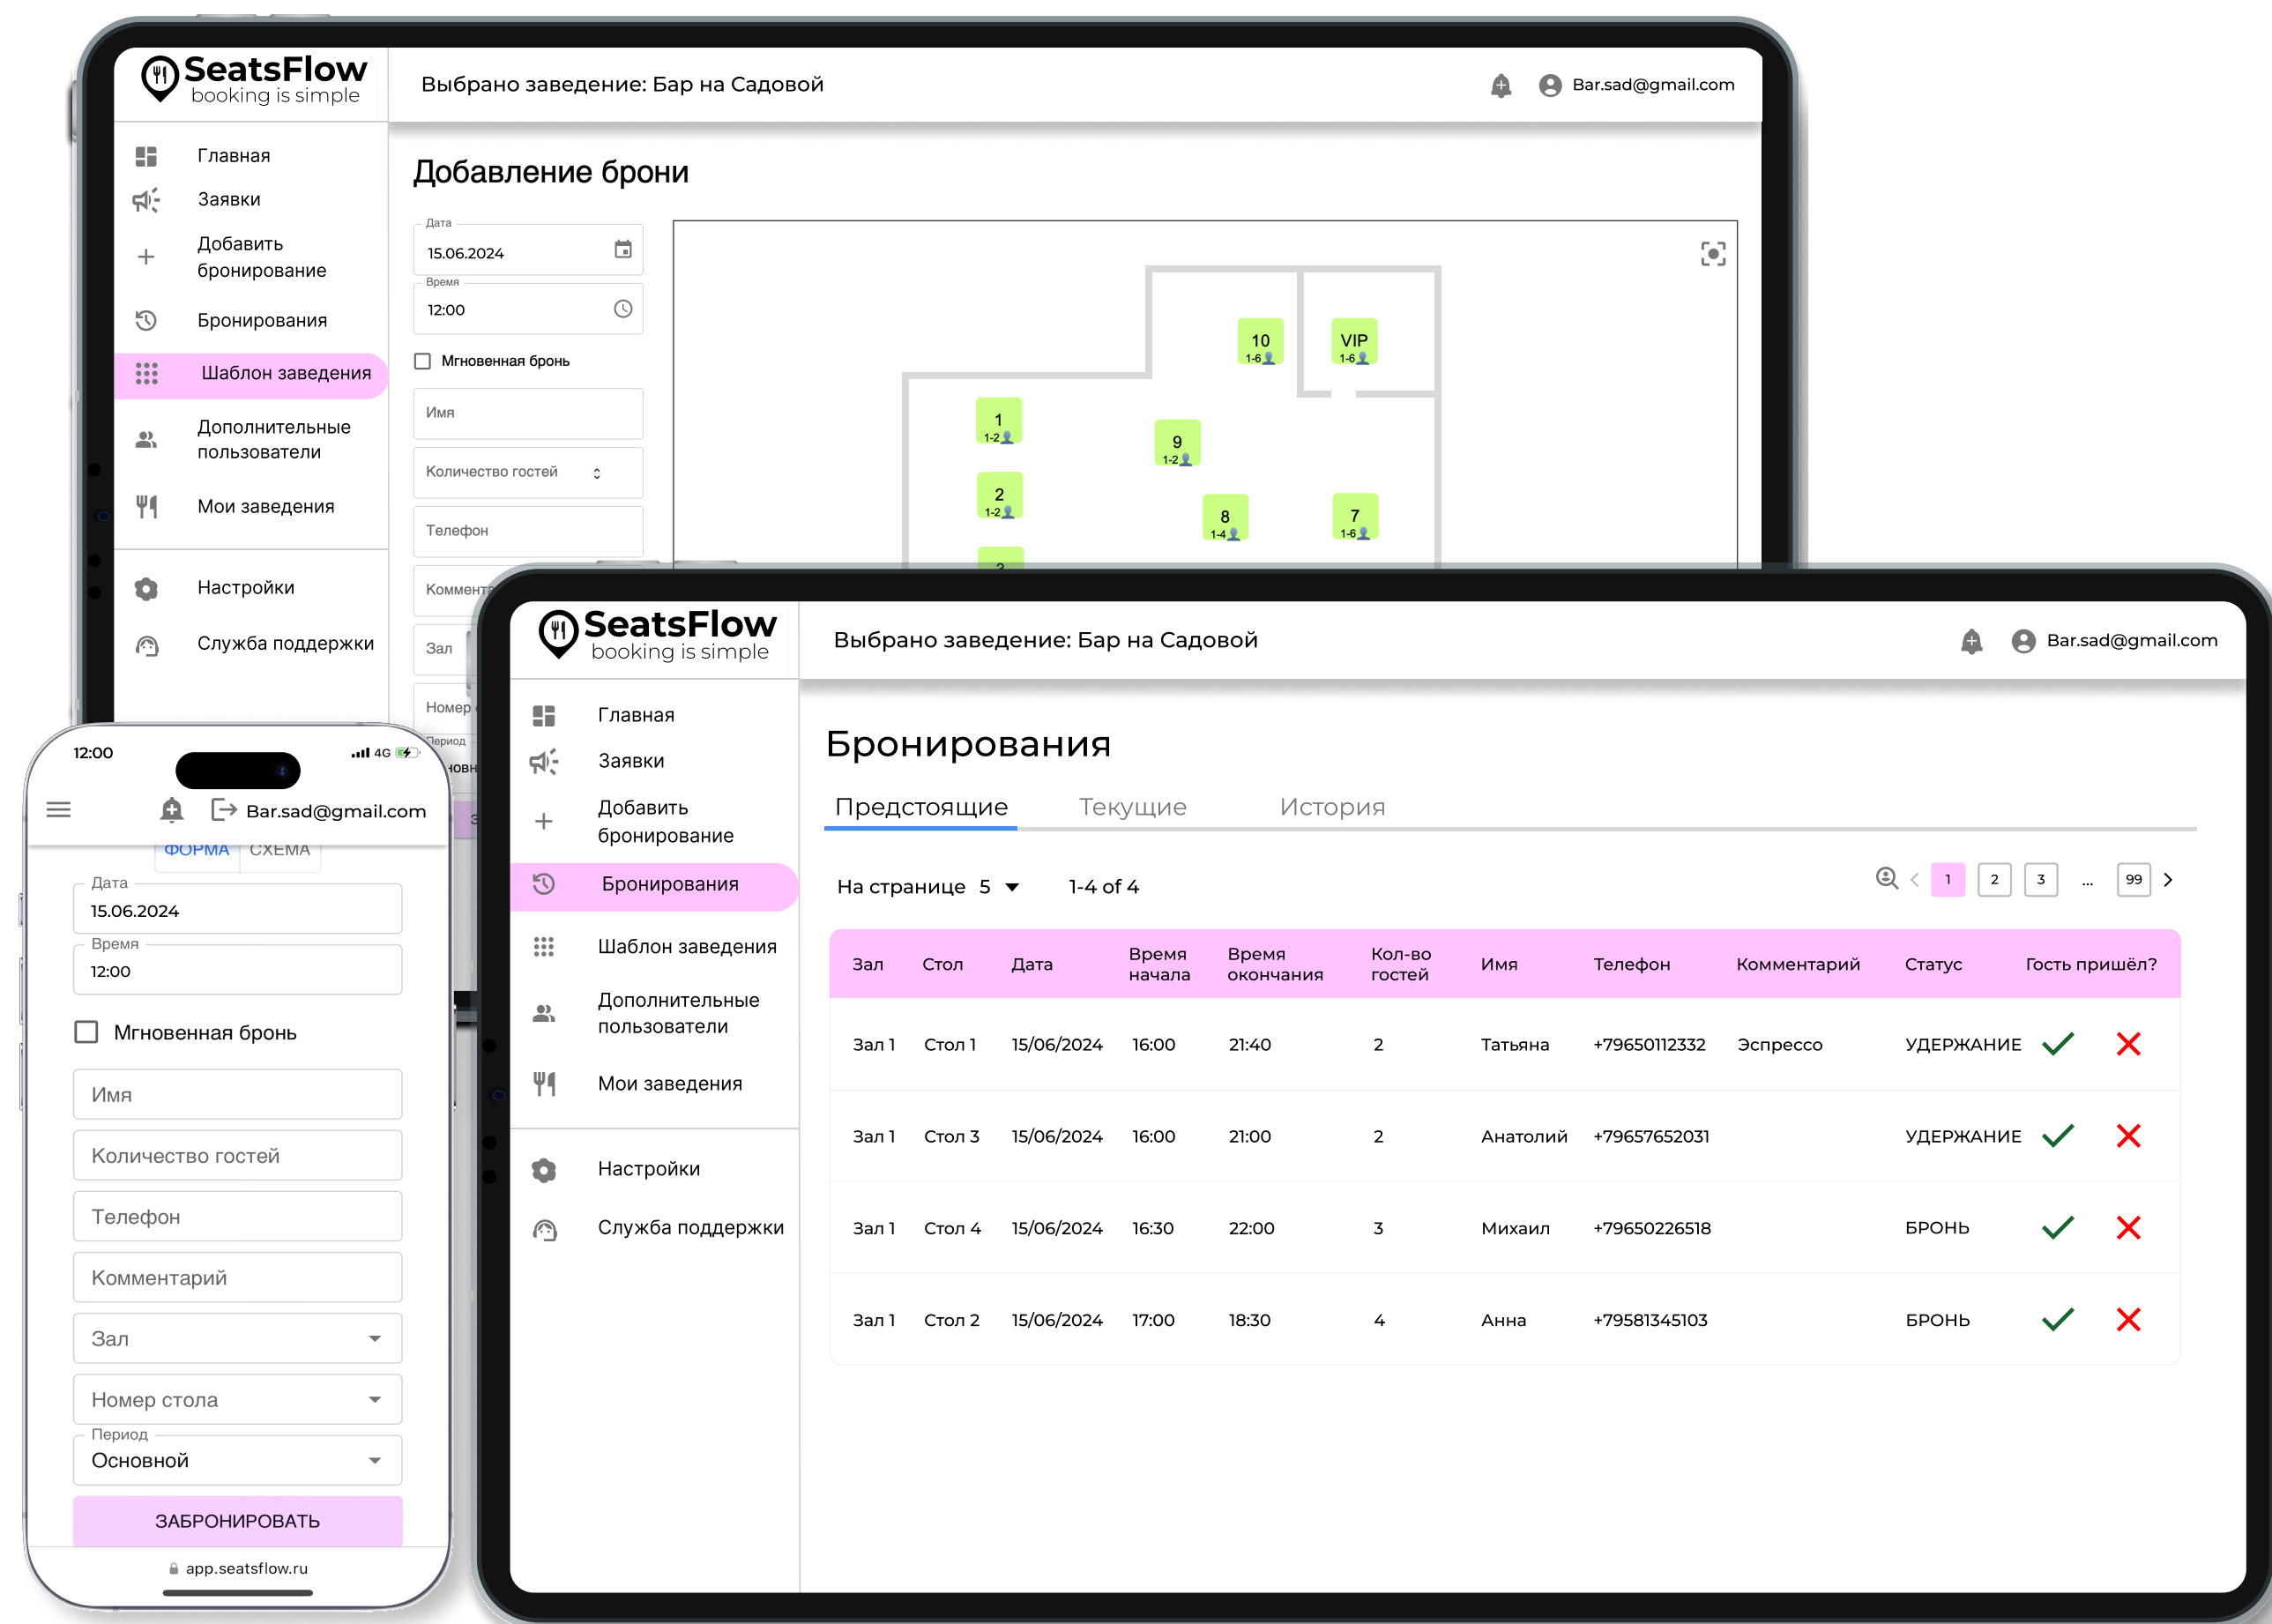 SeatsFlow
booking is simple
Выбрано заведение: Бар на Садовой
Bar.sad@gmail.com
Главная
Заявки
Добавить
бронирование
Бронирования
Шаблон заведения
Дополнительные
пользователи
Мои заведения
Настройки
Служба поддержки
Добавление брони
Дата
15.06.2024
Время
12:00
Мгновенная бронь
Имя
Количество гостей
Телефон
Зал
Номер
Период
10
1-6
VIP
1-6
1
1-2
9
1-2
2
1-2
8
1-4
7
1-6
3
SeatsFlow
booking is simple
Выбрано заведение: Бар на Садовой
Bar.sad@gmail.com
Главная
Заявки
Добавить
бронирование
Бронирования
Шаблон заведения
Дополнительные
пользователи
Мои заведения
Настройки
Служба поддержки
Бронирования
Предстоящие Текущие История
На странице 5 1-4 of 4
1 2 3 ... 99
Зал Стол Дата Время начала Время окончания Кол-во гостей Имя Телефон Комментарий Статус Гость пришёл?
Зал 1 Стол 1 15/06/2024 16:00 21:40 2 Татьяна +79650112332 Эспрессо УДЕРЖАНИЕ
Зал 1 Стол 3 15/06/2024 16:00 21:00 2 Анатолий +79657652031 УДЕРЖАНИЕ
Зал 1 Стол 4 15/06/2024 16:30 22:00 3 Михаил +79650226518 БРОНЬ
Зал 1 Стол 2 15/06/2024 17:00 18:30 4 Анна +79581345103 БРОНЬ
12:00 4G
Bar.sad@gmail.com
ФОРМА СХЕМА
Дата
15.06.2024
Время
12:00
Мгновенная бронь
Имя
Количество гостей
Телефон
Комментарий
Зал
Номер стола
Период
Основной
ЗАБРОНИРОВАТЬ
app.seatsflow.ru